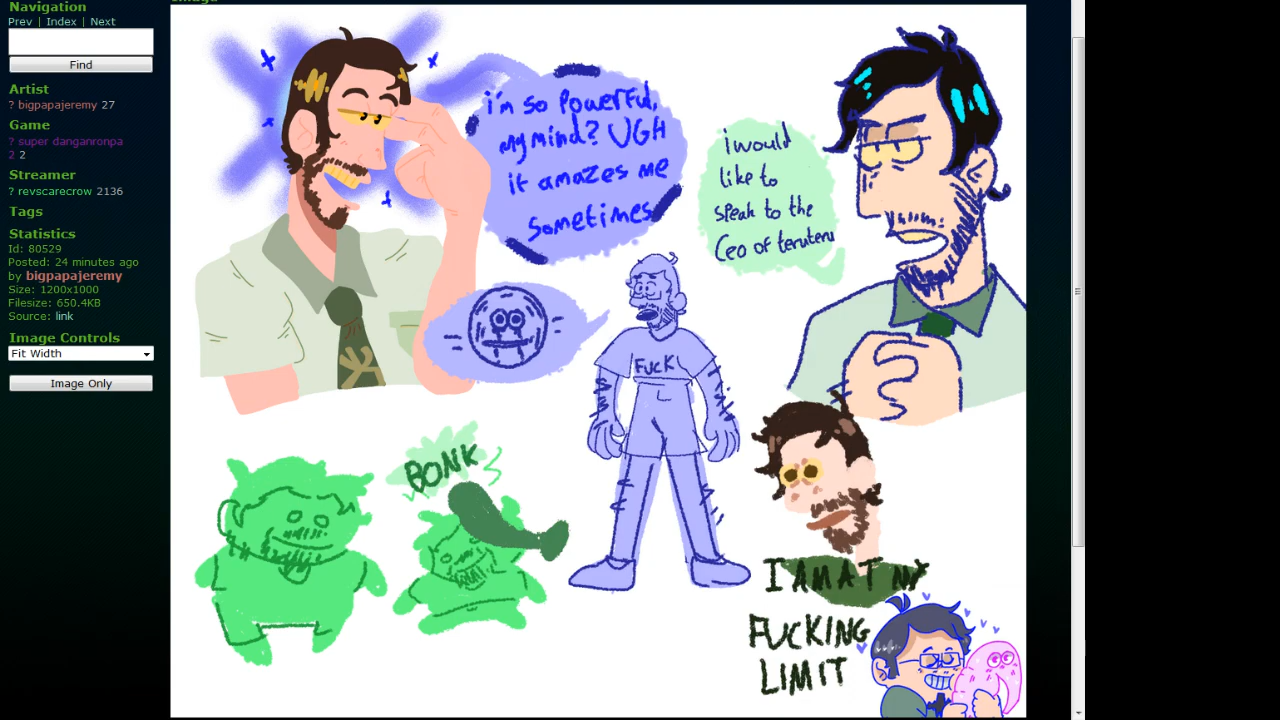 Navigation
Prev | Index | Next
Find
Artist
? bigpapajeremy 27
Game
? super danganronpa
2 2
Streamer
? revscarecrow 2136
Tags
Statistics
Id: 80529
Posted: 24 minutes ago
by bigpapajeremy
Size: 1200x1000
Filesize: 650.4KB
Source: link
Image Controls
Fit Width
Image Only
i'm so powerful,
my mind? UGH
it amazes me
sometimes
i would
like to
speak to the
Ceo of teruteru
FUCK
BONK
I AM AT MY
FUCKING
LIMIT